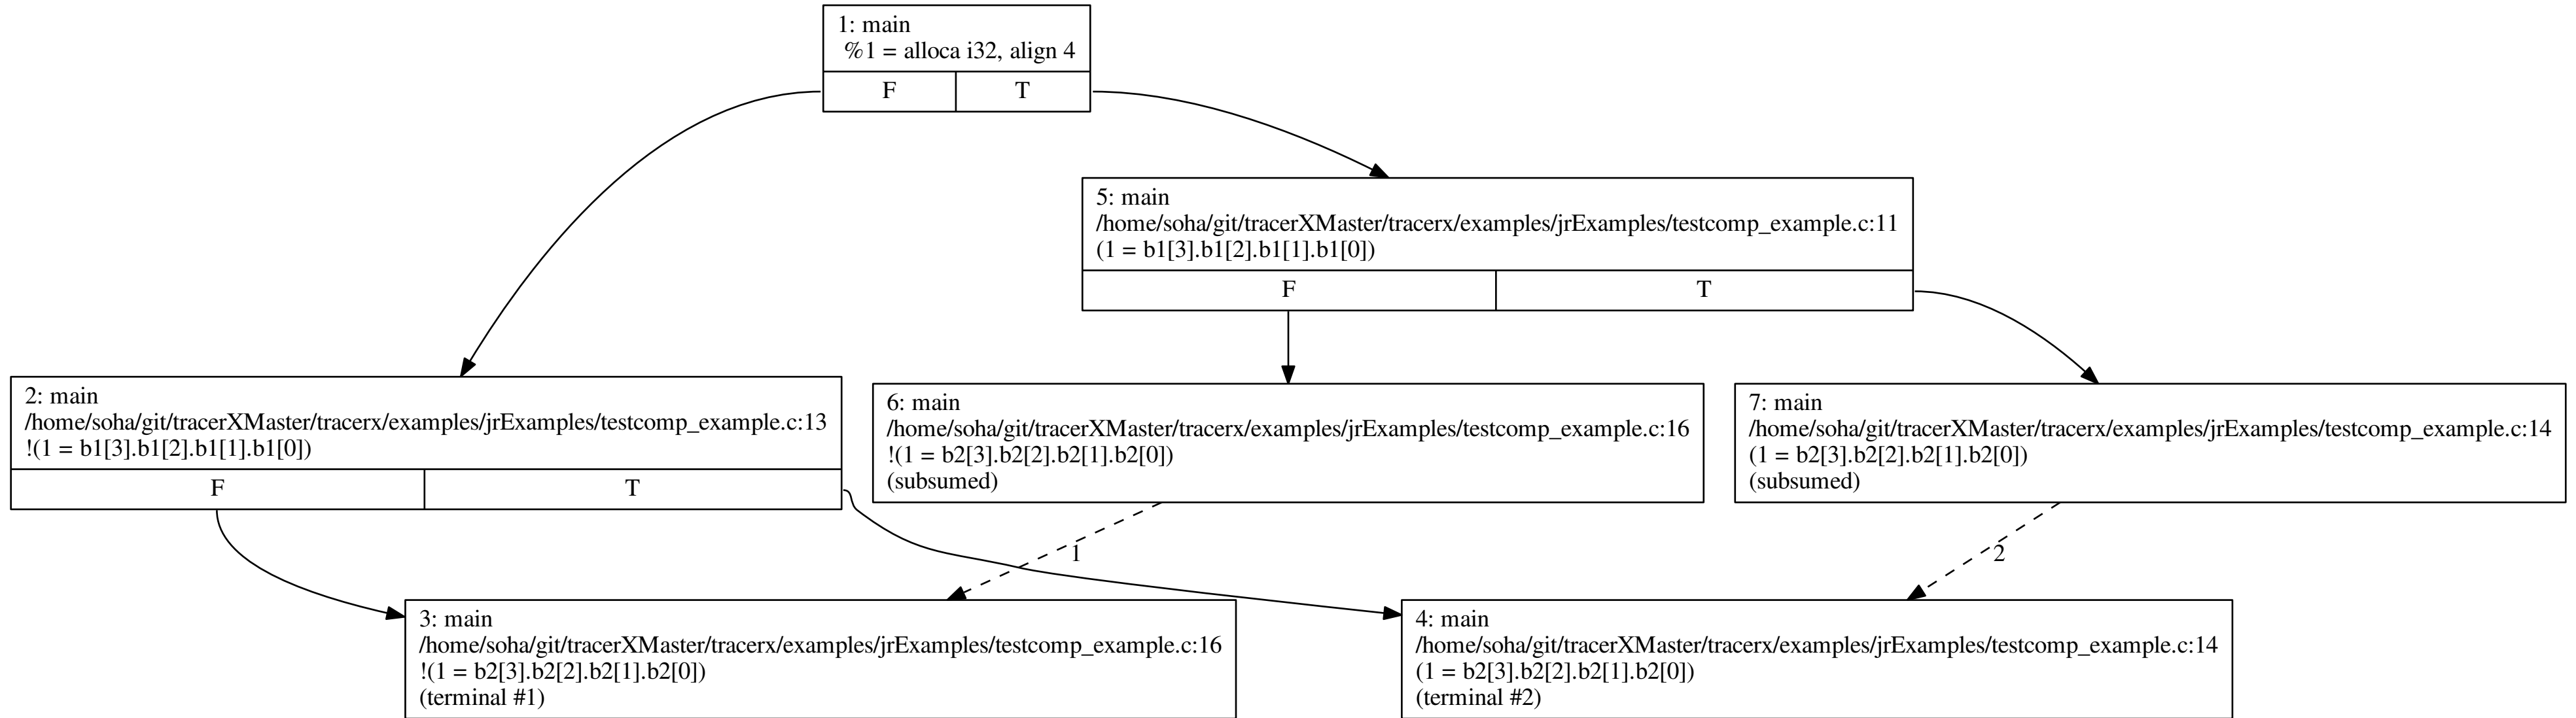 1: main
%1 = alloca i32, align 4
F T
5: main
/home/soha/git/tracerXMaster/tracerx/examples/jrExamples/testcomp_example.c:11
(1 = b1[3].b1[2].b1[1].b1[0])
F T
2: main
/home/soha/git/tracerXMaster/tracerx/examples/jrExamples/testcomp_example.c:13
!(1 = b1[3].b1[2].b1[1].b1[0])
F T
6: main
/home/soha/git/tracerXMaster/tracerx/examples/jrExamples/testcomp_example.c:16
!(1 = b2[3].b2[2].b2[1].b2[0])
(subsumed)
7: main
/home/soha/git/tracerXMaster/tracerx/examples/jrExamples/testcomp_example.c:14
(1 = b2[3].b2[2].b2[1].b2[0])
(subsumed)
1
2
3: main
/home/soha/git/tracerXMaster/tracerx/examples/jrExamples/testcomp_example.c:16
!(1 = b2[3].b2[2].b2[1].b2[0])
(terminal #1)
4: main
/home/soha/git/tracerXMaster/tracerx/examples/jrExamples/testcomp_example.c:14
(1 = b2[3].b2[2].b2[1].b2[0])
(terminal #2)